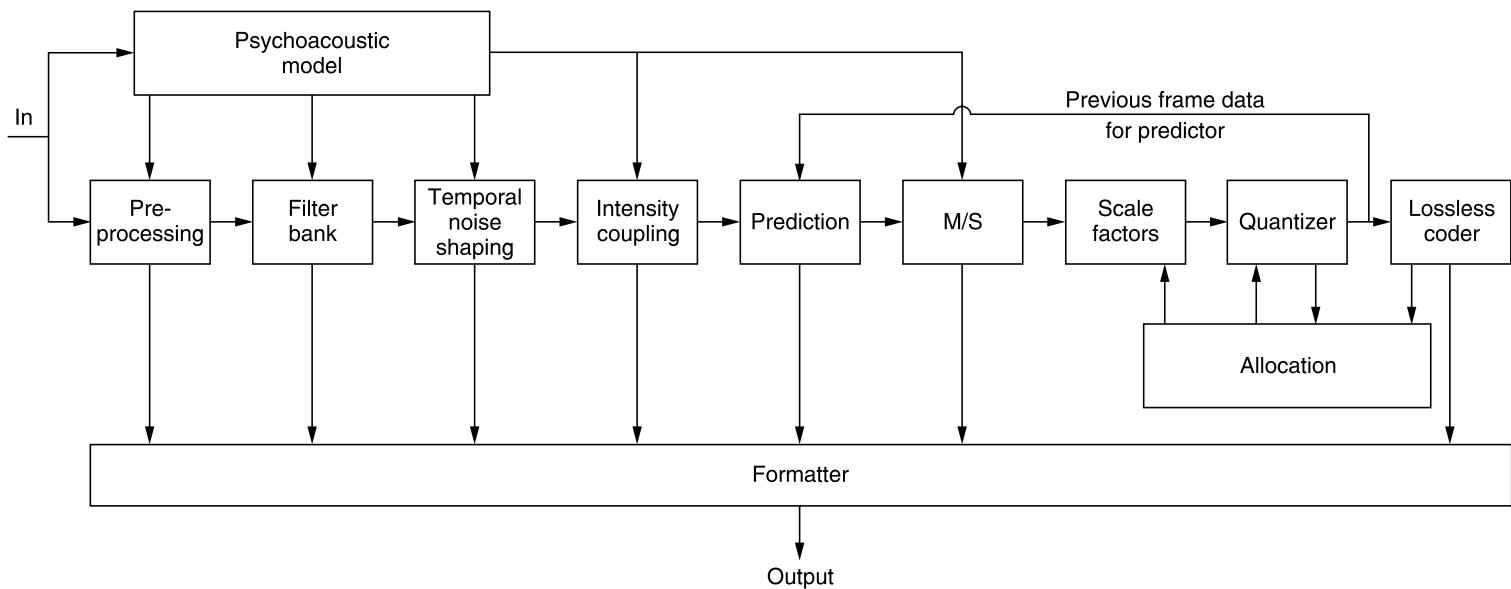 Psychoacoustic
model
In
Previous frame data
for predictor
Pre-
processing
Filter
bank
Temporal
noise
shaping
Intensity
coupling
Prediction
M/S
Scale
factors
Quantizer
Lossless
coder
Allocation
Formatter
Output